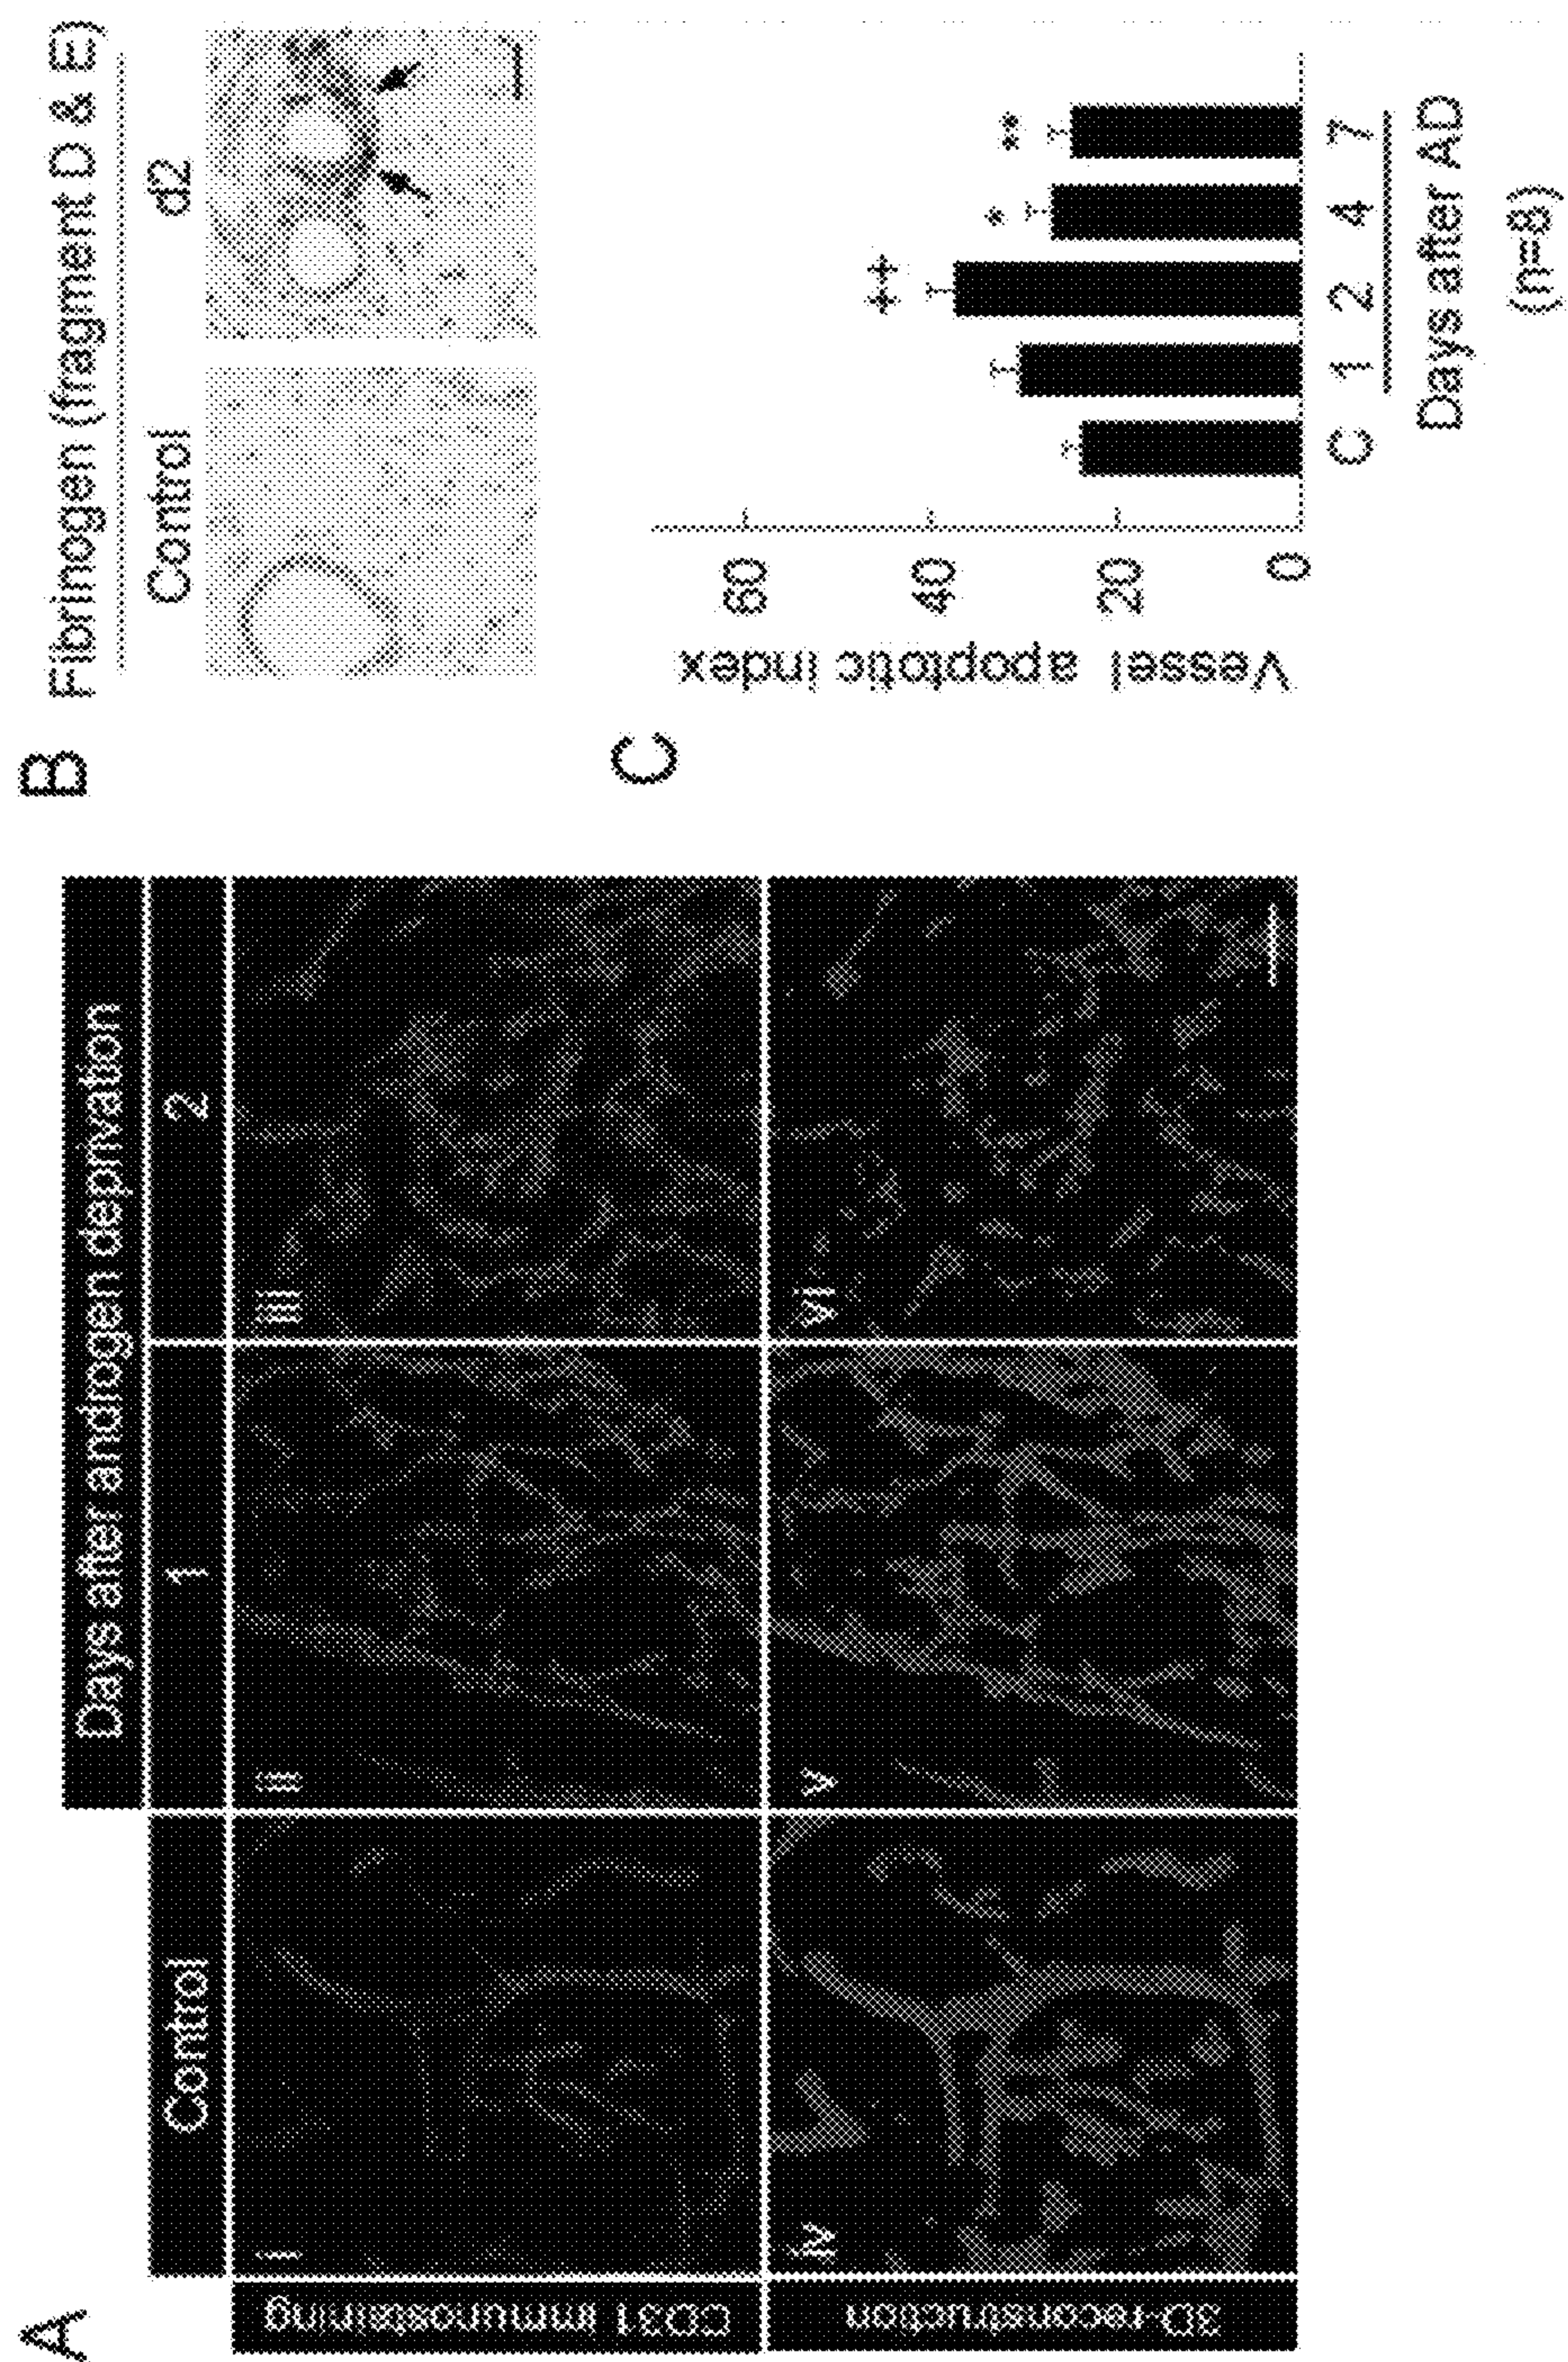 A
Days after androgen deprivation
Control
1
2
CD31 immunostaining
i
ii
iii
3D-reconstruction
iv
v
vi
B
Fibrinogen (fragment D & E)
Control
d2
C
Vessel apoptotic index
60
40
20
0
++
*
**
C
1
2
4
7
Days after AD
(n=8)